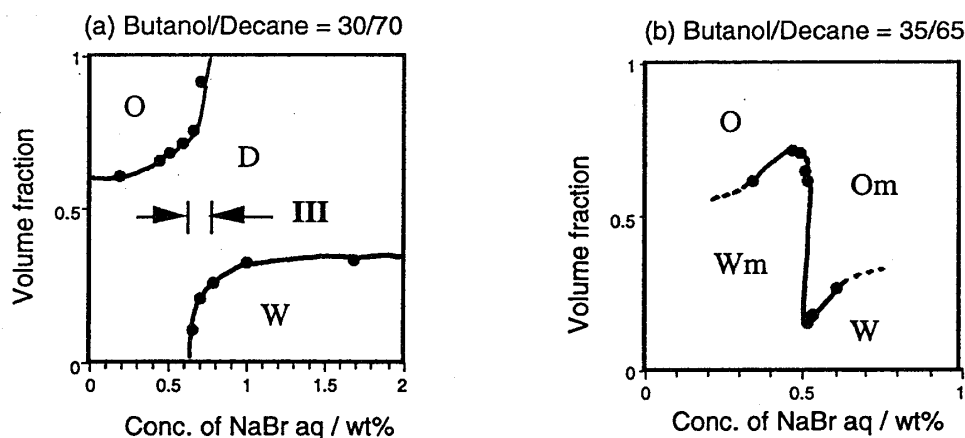 (a) Butanol/Decane = 30/70
1
O
D
0.5
III
W
0
0 0.5 1 1.5 2
Volume fraction
Conc. of NaBr aq / wt%
(b) Butanol/Decane = 35/65
1
O
Om
0.5
Wm
W
0
0 0.5 1
Volume fraction
Conc. of NaBr aq / wt%